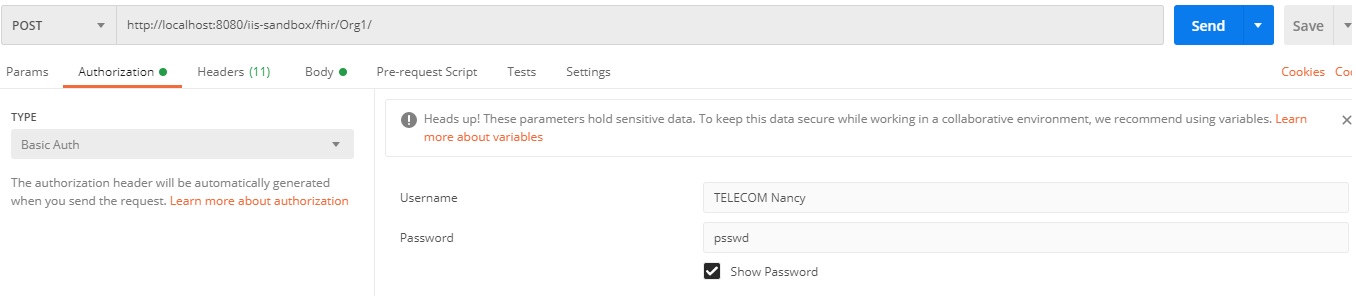 POST http://localhost:8080/iis-sandbox/fhir/Org1/ Send Save
Params Authorization Headers (11) Body Pre-request Script Tests Settings Cookies Coo
TYPE
Basic Auth
The authorization header will be automatically generated
when you send the request. Learn more about authorization
Heads up! These parameters hold sensitive data. To keep this data secure while working in a collaborative environment, we recommend using variables. Learn
more about variables
Username TELECOM Nancy
Password psswd
Show Password